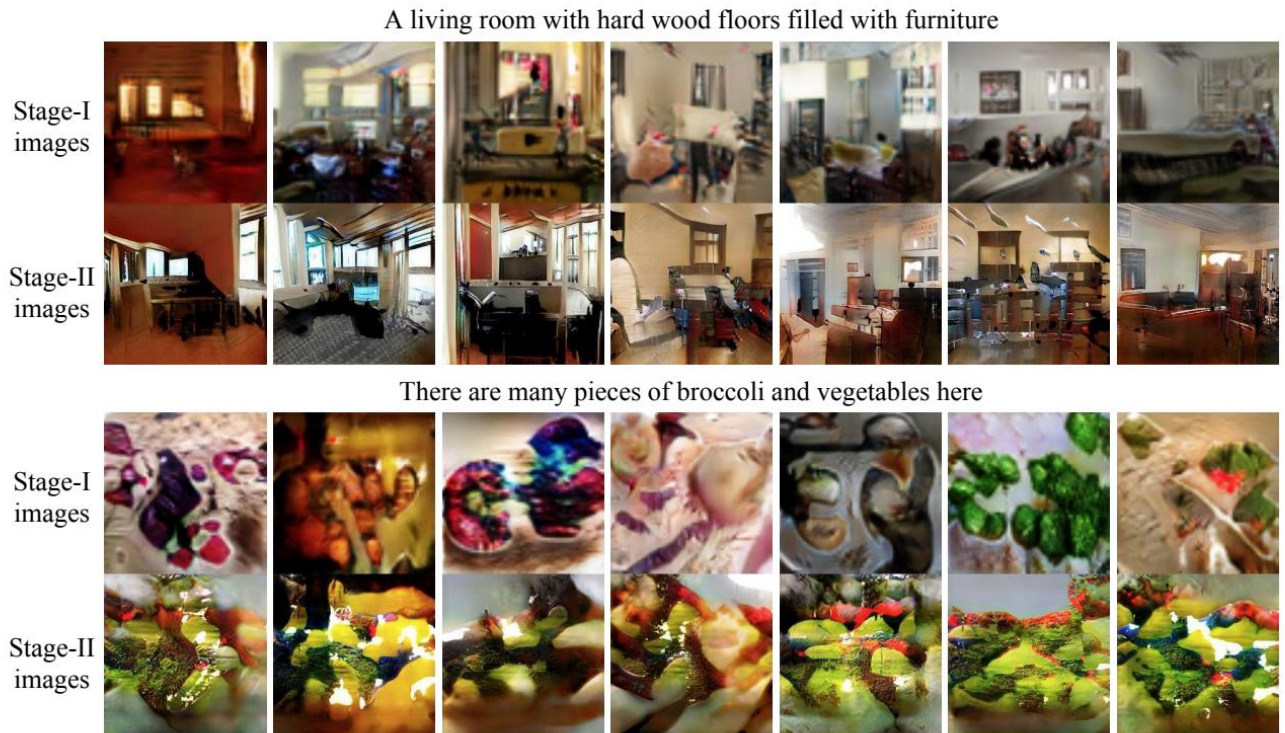 A living room with hard wood floors filled with furniture
Stage-I
images
Stage-II
images
There are many pieces of broccoli and vegetables here
Stage-I
images
Stage-II
images